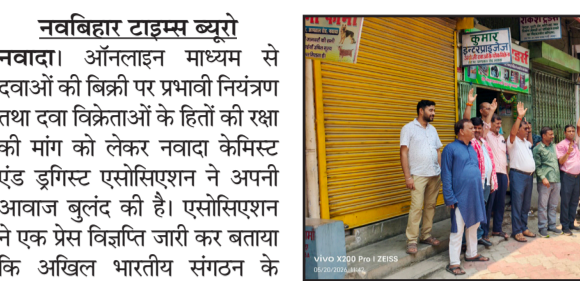 नवबिहार टाइम्स ब्यूरो
नवादा। ऑनलाइन माध्यम से
दवाओं की बिक्री पर प्रभावी नियंत्रण
तथा दवा विक्रेताओं के हितों की रक्षा
की मांग को लेकर नवादा केमिस्ट
एंड ड्रगिस्ट एसोसिएशन ने अपनी
आवाज बुलंद की है। एसोसिएशन
ने एक प्रेस विज्ञप्ति जारी कर बताया
कि अखिल भारतीय संगठन के
कुमार
इन्टरप्राइजेज
vivo X200 Pro | ZEISS